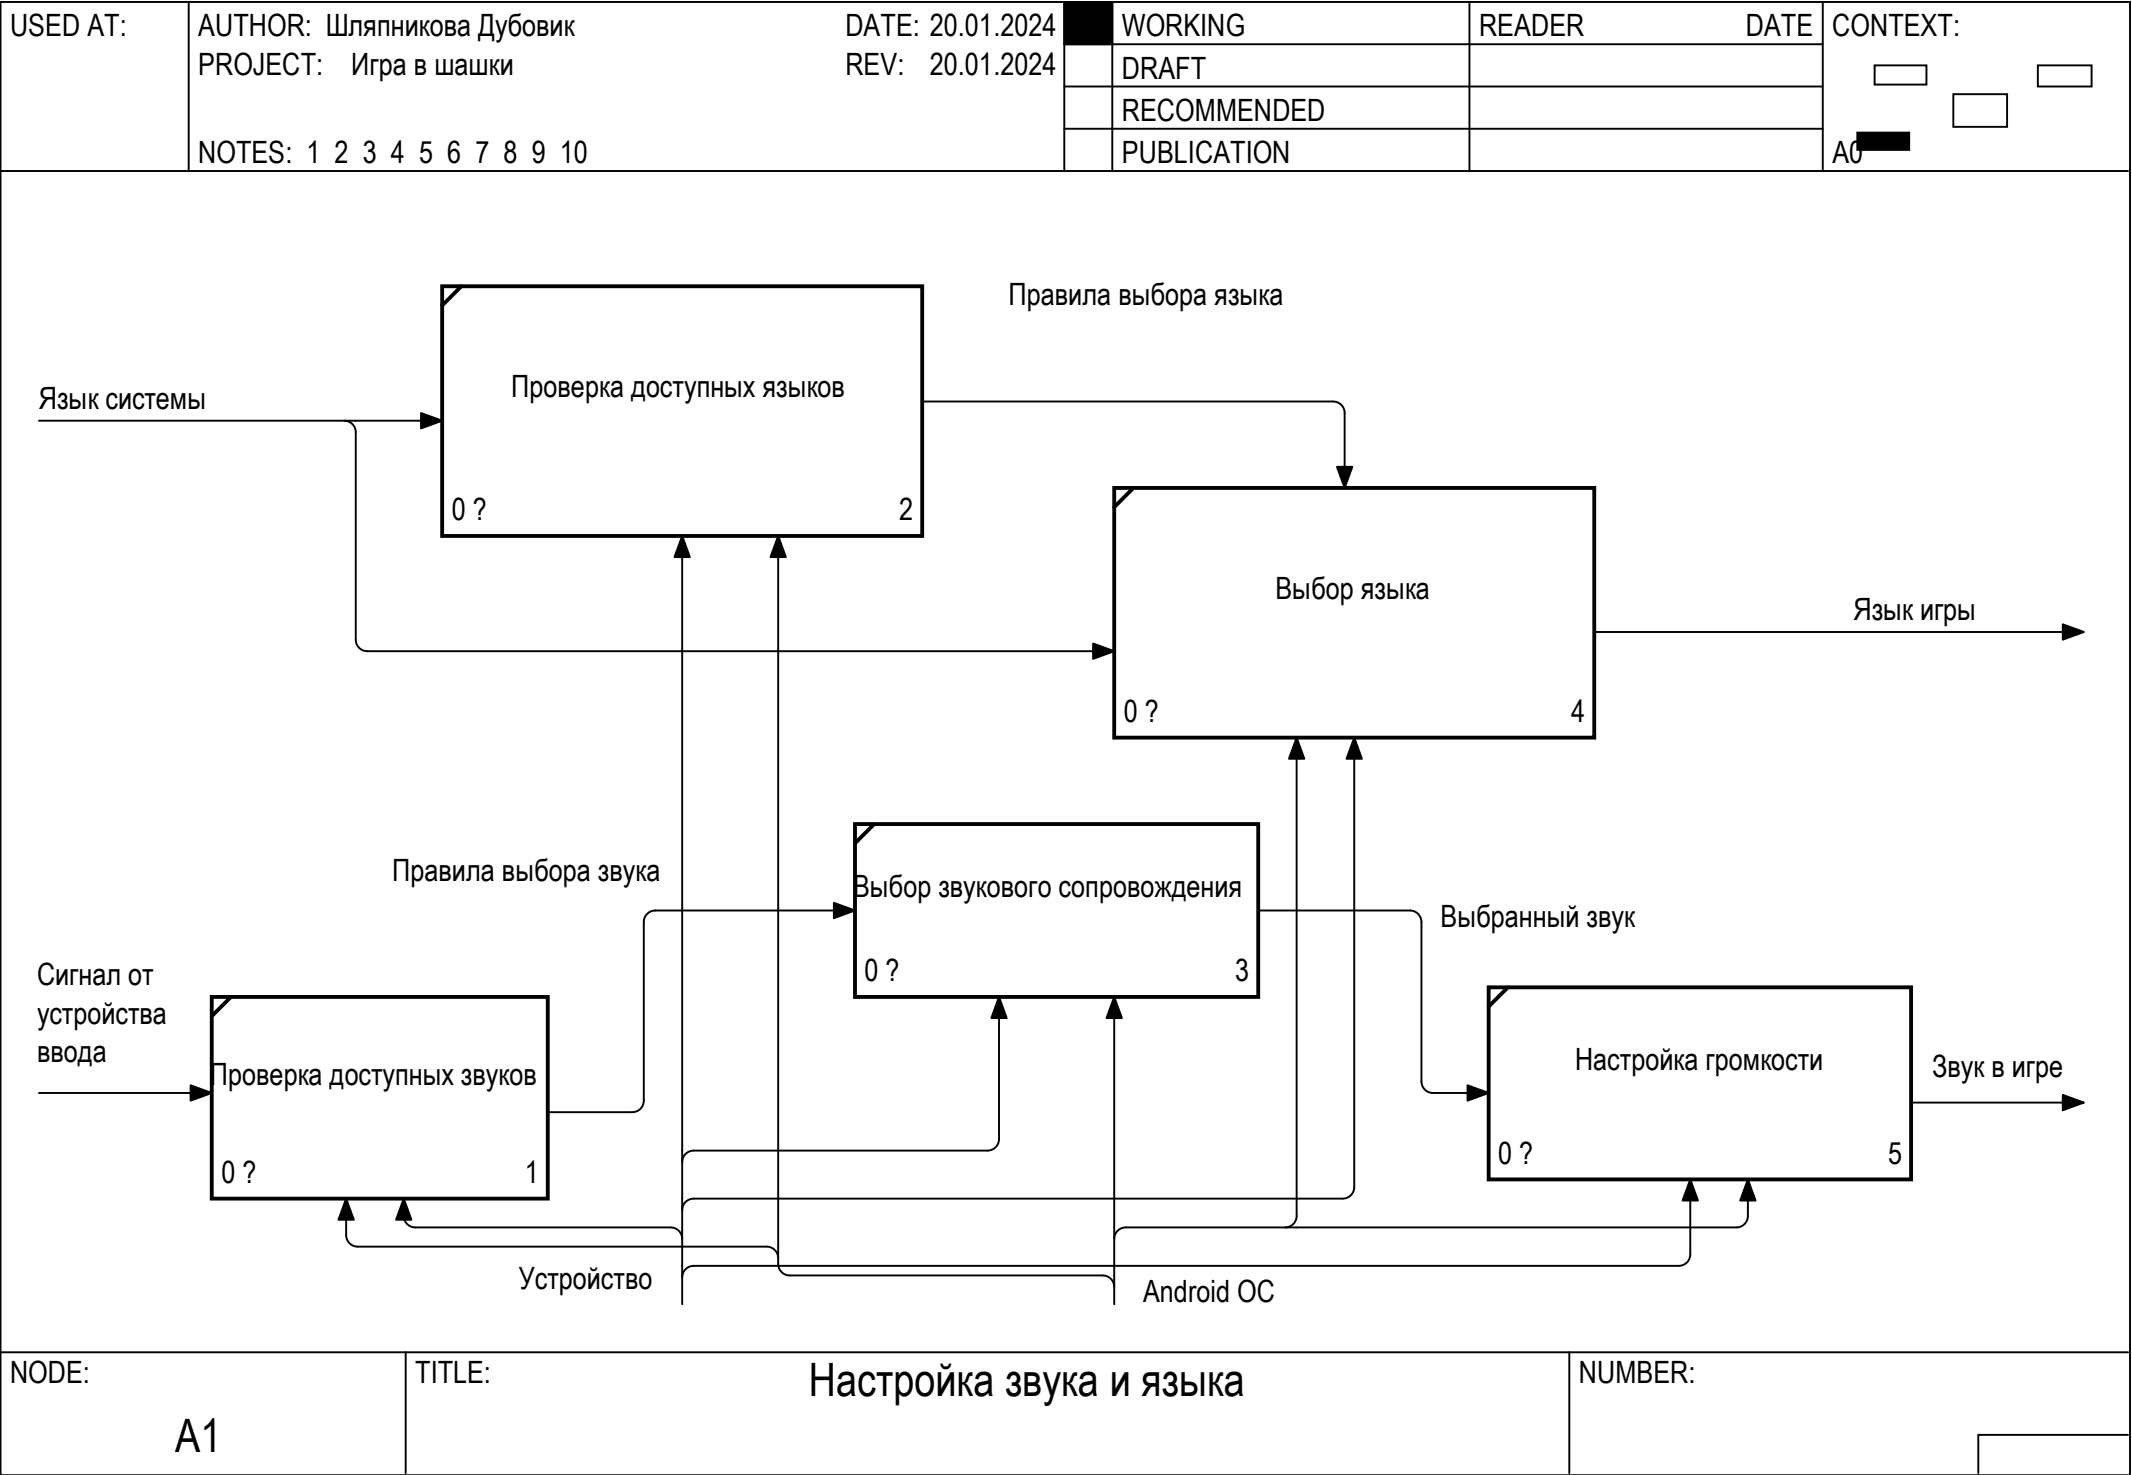 USED AT:
AUTHOR: Шляпникова Дубовик
DATE: 20.01.2024
WORKING
READER
DATE
CONTEXT:
PROJECT: Игра в шашки
REV: 20.01.2024
DRAFT
RECOMMENDED
NOTES: 1 2 3 4 5 6 7 8 9 10
PUBLICATION
A0
Правила выбора языка
Проверка доступных языков
Язык системы
0 ?
2
Выбор языка
Язык игры
0 ?
4
Правила выбора звука
Выбор звукового сопровождения
Выбранный звук
0 ?
3
Сигнал от
устройства
ввода
Проверка доступных звуков
Настройка громкости
Звук в игре
0 ?
1
0 ?
5
Устройство
Android ОС
NODE:
TITLE:
Настройка звука и языка
NUMBER:
A1